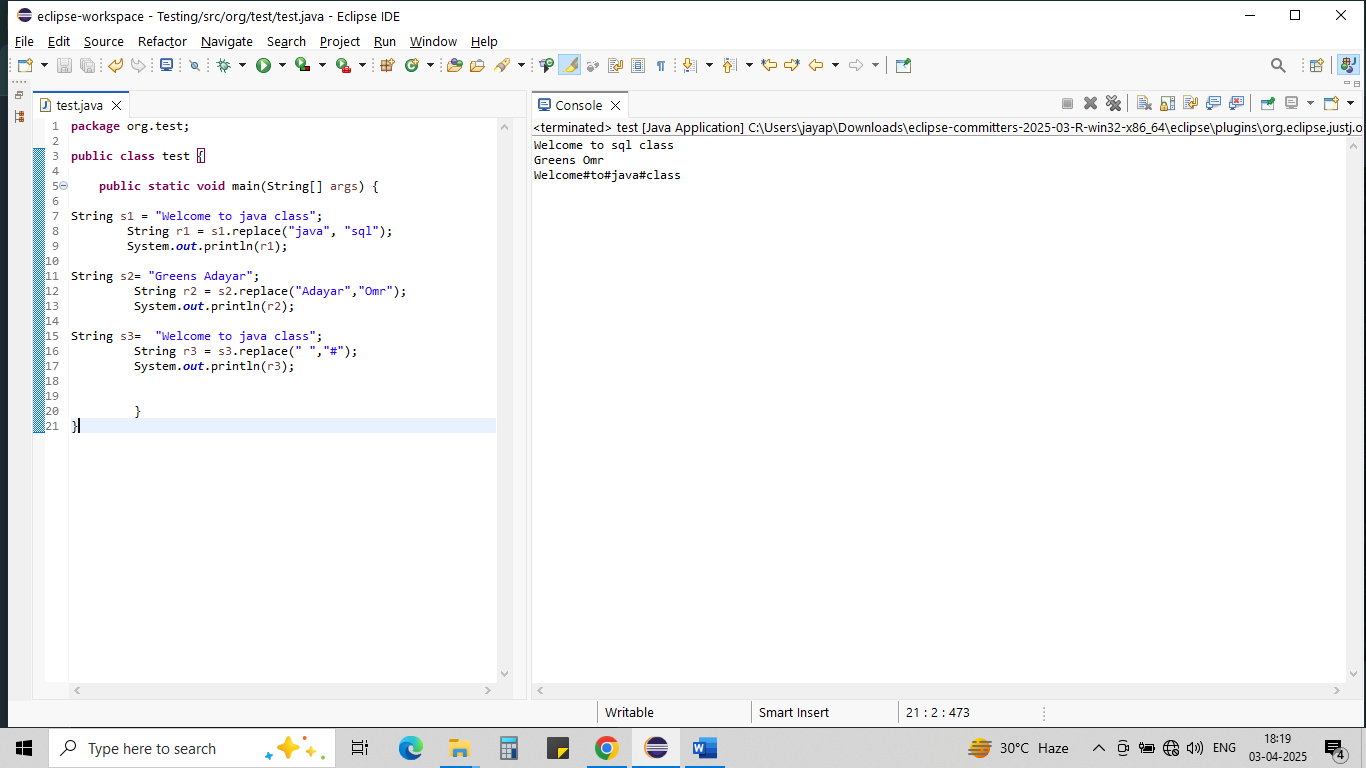 eclipse-workspace - Testing/src/org/test/test.java - Eclipse IDE
File Edit Source Refactor Navigate Search Project Run Window Help
test.java
1 package org.test;
2
3 public class test {
4
5 public static void main(String[] args) {
6
7 String s1 = "Welcome to java class";
8 String r1 = s1.replace("java", "sql");
9 System.out.println(r1);
10
11 String s2= "Greens Adayar";
12 String r2 = s2.replace("Adayar","Omr");
13 System.out.println(r2);
14
15 String s3=  "Welcome to java class";
16 String r3 = s3.replace(" ","#");
17 System.out.println(r3);
18
19
20 }
21 }
Console
<terminated> test [Java Application] C:\Users\jayap\Downloads\eclipse-committers-2025-03-R-win32-x86_64\eclipse\plugins\org.eclipse.justj.o
Welcome to sql class
Greens Omr
Welcome#to#java#class
Writable Smart Insert 21 : 2 : 473
Type here to search
30°C Haze
ENG
18:19
03-04-2025
4